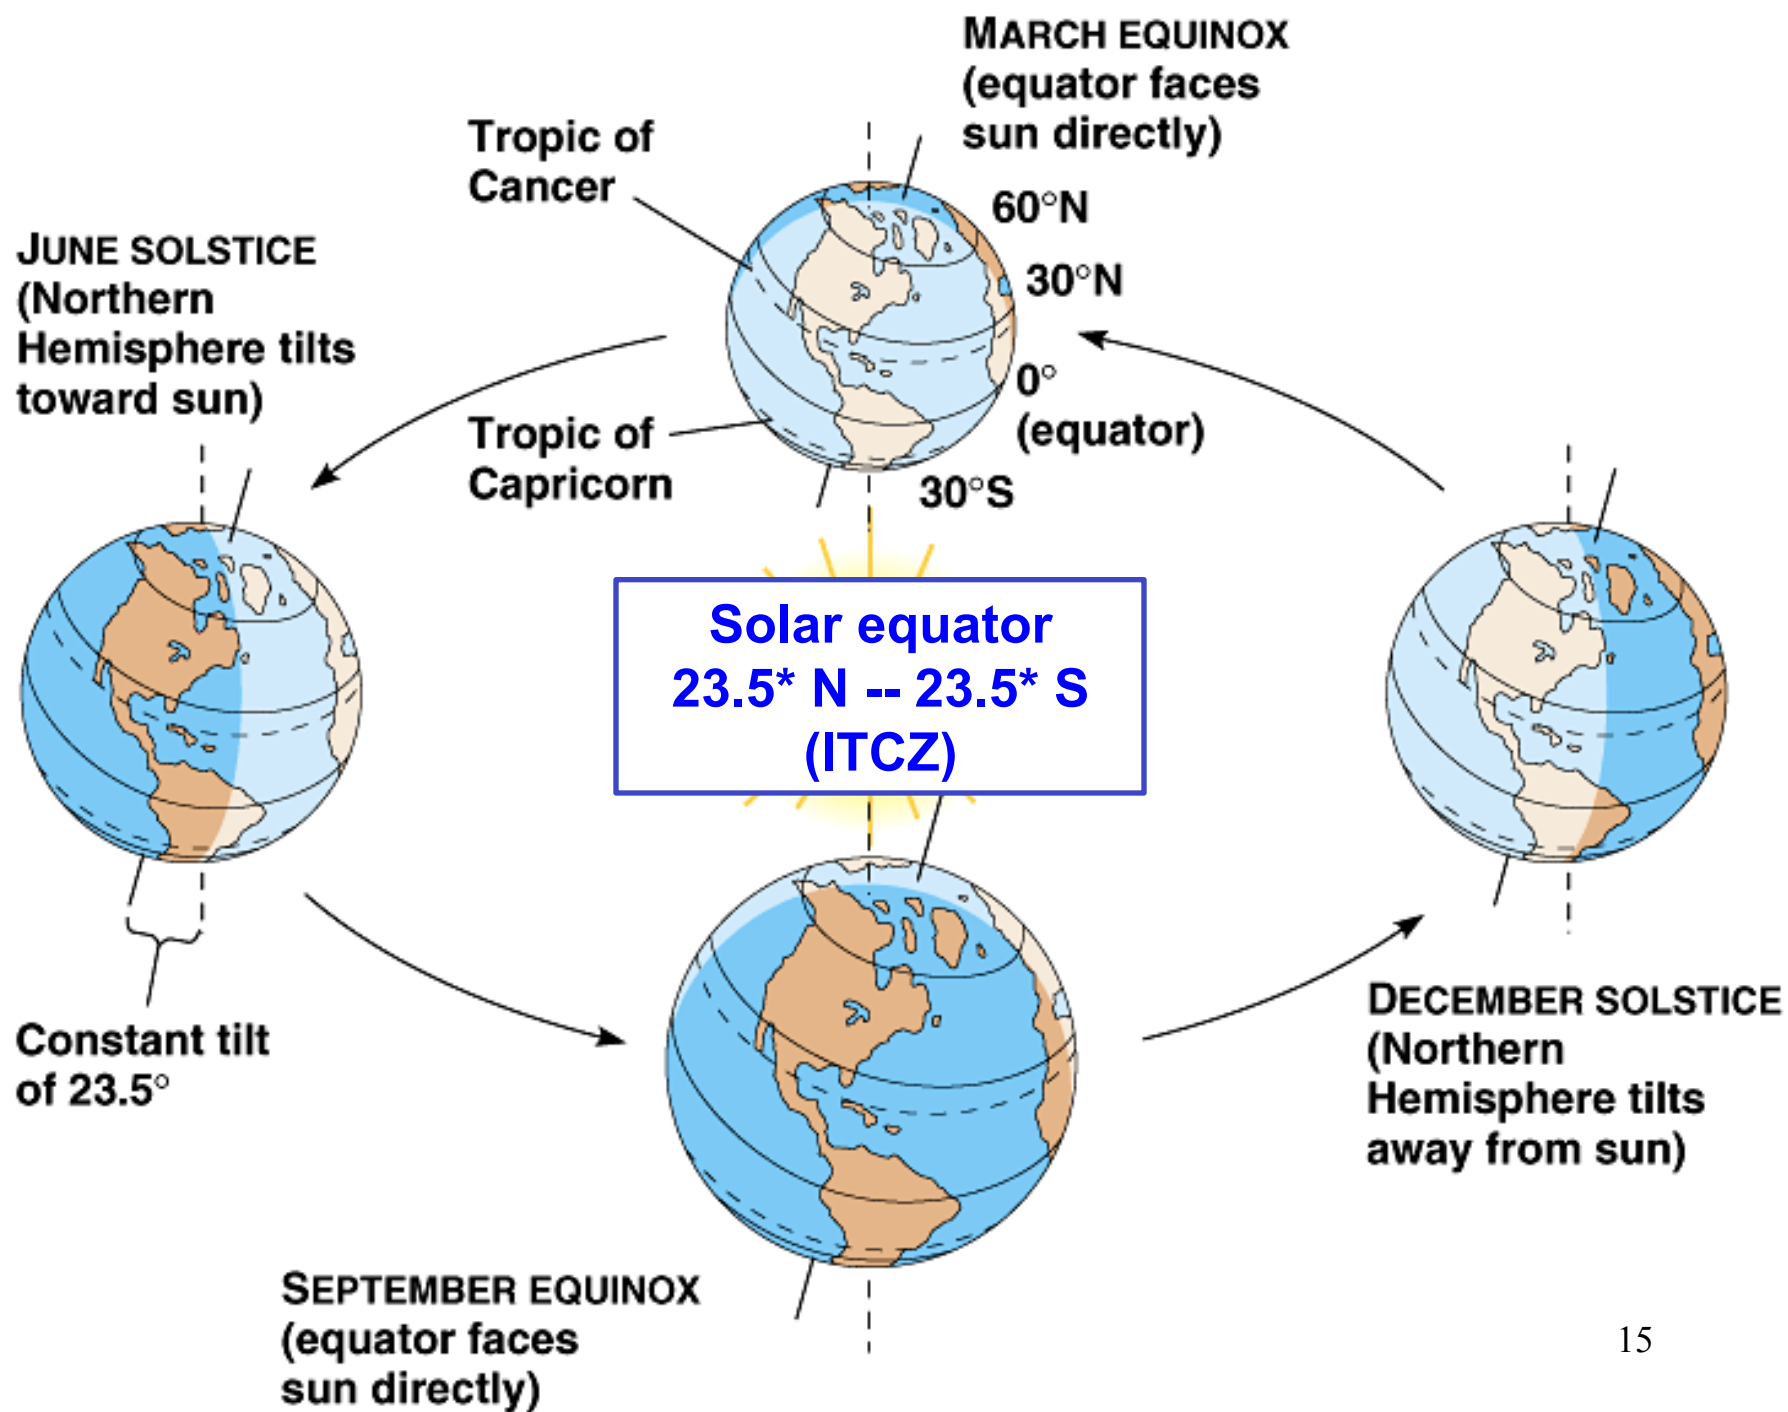 MARCH EQUINOX
(equator faces
sun directly)
Tropic of
Cancer
60°N
30°N
0°
(equator)
30°S
Tropic of
Capricorn
JUNE SOLSTICE
(Northern
Hemisphere tilts
toward sun)
Solar equator
23.5* N -- 23.5* S
(ITCZ)
Constant tilt
of 23.5°
DECEMBER SOLSTICE
(Northern
Hemisphere tilts
away from sun)
SEPTEMBER EQUINOX
(equator faces
sun directly)
15